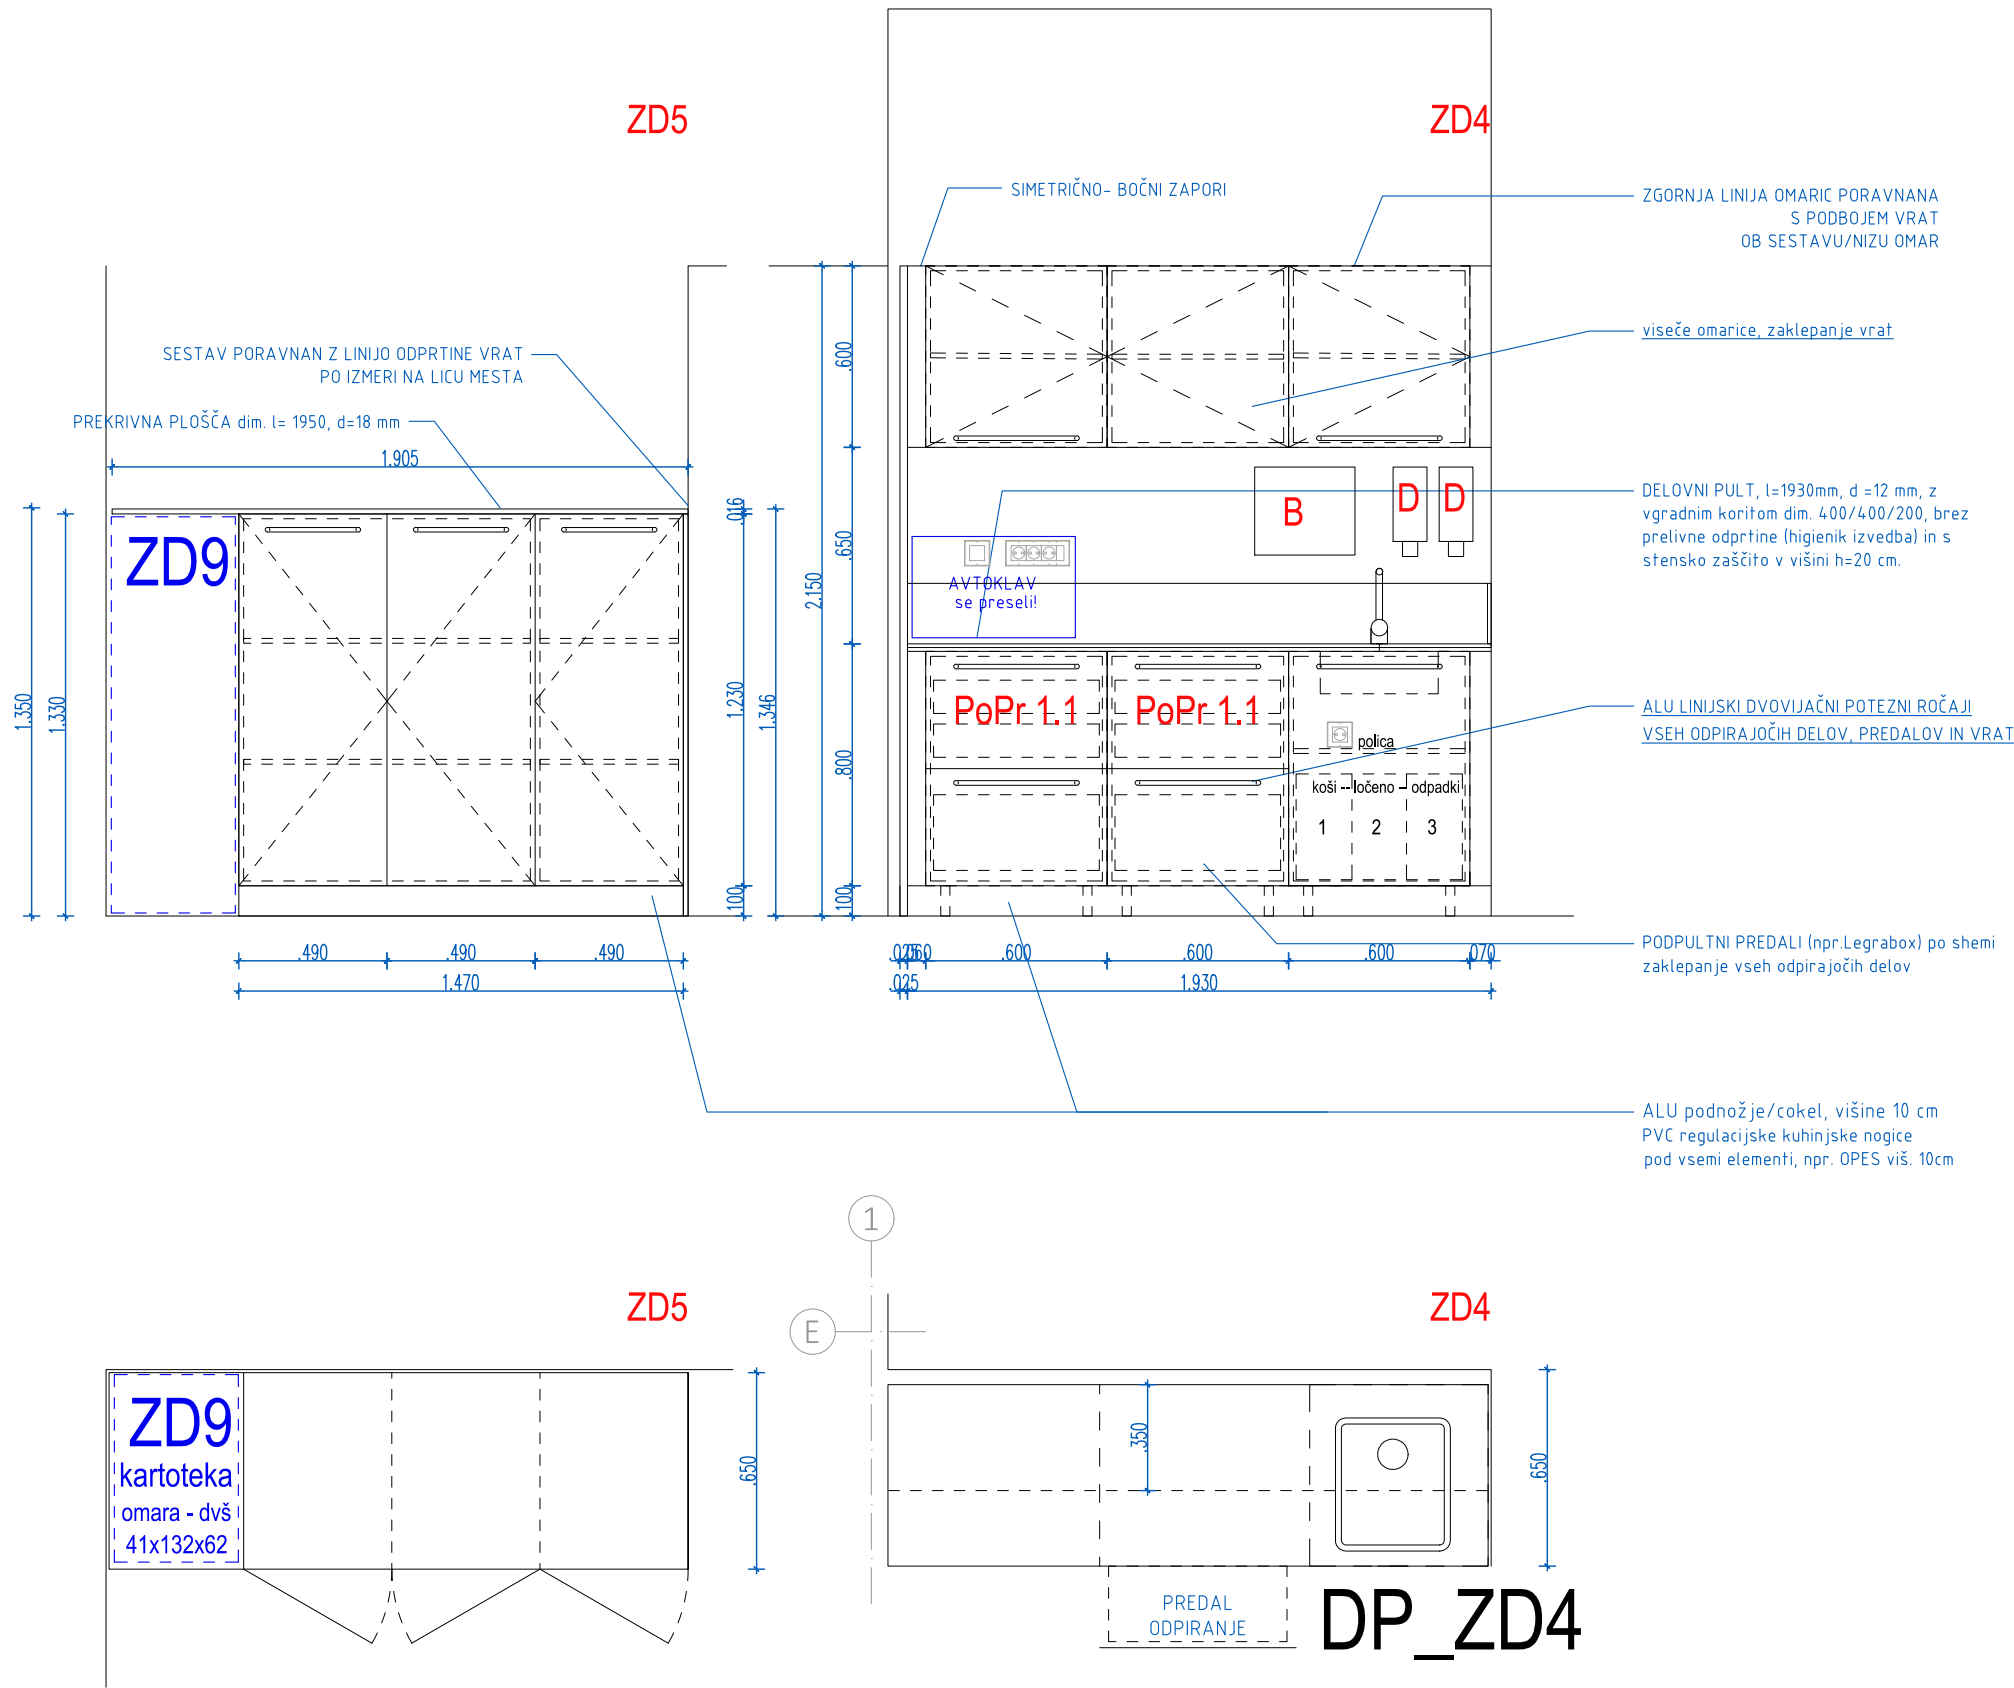 ZD5
ZD4
SIMETRIČNO- BOČNI ZAPORI
ZGORNJA LINIJA OMARIC PORAVNANA
S PODBOJEM VRAT
OB SESTAVU/NIZU OMAR
viseče omarice, zaklepanje vrat
SESTAV PORAVNAN Z LINIJO ODPRTINE VRAT
PO IZMERI NA LICU MESTA
PREKRIVNA PLOŠČA dim. l= 1950, d=18 mm
1.905
.600
.650
2.150
.800
.100
.016
1.230
1.346
.100
1.350
1.330
ZD9
B
D
D
DELOVNI PULT, l=1930mm, d =12 mm, z
vgradnim koritom dim. 400/400/200, brez
prelivne odprtine (higienik izvedba) in s
stensko zaščito v višini h=20 cm.
AVTOKLAV
se preseli!
PoPr 1.1
PoPr 1.1
polica
koši -- ločeno - odpadki
1
2
3
ALU LINIJSKI DVOVIJAČNI POTEZNI ROČAJI
VSEH ODPIRAJOČIH DELOV, PREDALOV IN VRAT
.490
.490
.490
1.470
.025
.060
.600
.600
.600
.070
.025
1.930
PODPULTNI PREDALI (npr.Legrabox) po shemi
zaklepanje vseh odpirajočih delov
ALU podnožje/cokel, višine 10 cm
PVC regulacijske kuhinjske nogice
pod vsemi elementi, npr. OPES viš. 10cm
1
E
ZD5
ZD4
ZD9
kartoteka
omara - dvš
41x132x62
.650
.350
.650
PREDAL
ODPIRANJE
DP_ZD4